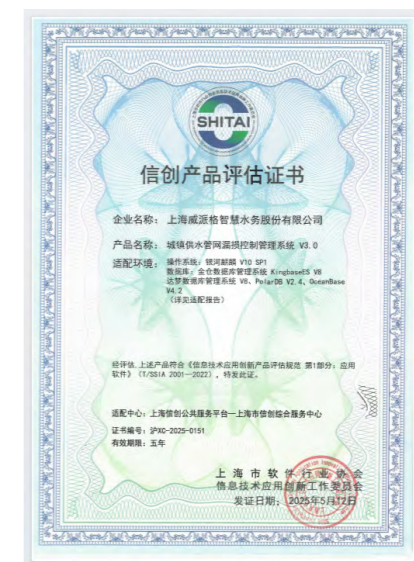 SHITAI
信创产品评估证书
企业名称： 上海威派格智慧水务股份有限公司
产品名称： 城镇供水管网漏损控制管理系统 V3.0
适配环境： 操作系统：银河麒麟 V10 SP1
数据库：金仓数据库管理系统 KingbaseES V8
达梦数据库管理系统 V8、PolarDB V2.4、OceanBase
V4.2
（详见适配报告）
经评估,上述产品符合《信息技术应用创新产品评估规范 第1部分：应用
软件》（T/SSIA 2001—2022），特发此证。
适配中心：上海信创公共服务平台—上海市信创综合服务中心
证书编号：沪XC-2025-0151
有效期限：五年
上海市软件行业协会
信息技术应用创新工作委员会
发证日期：2025年5月12日